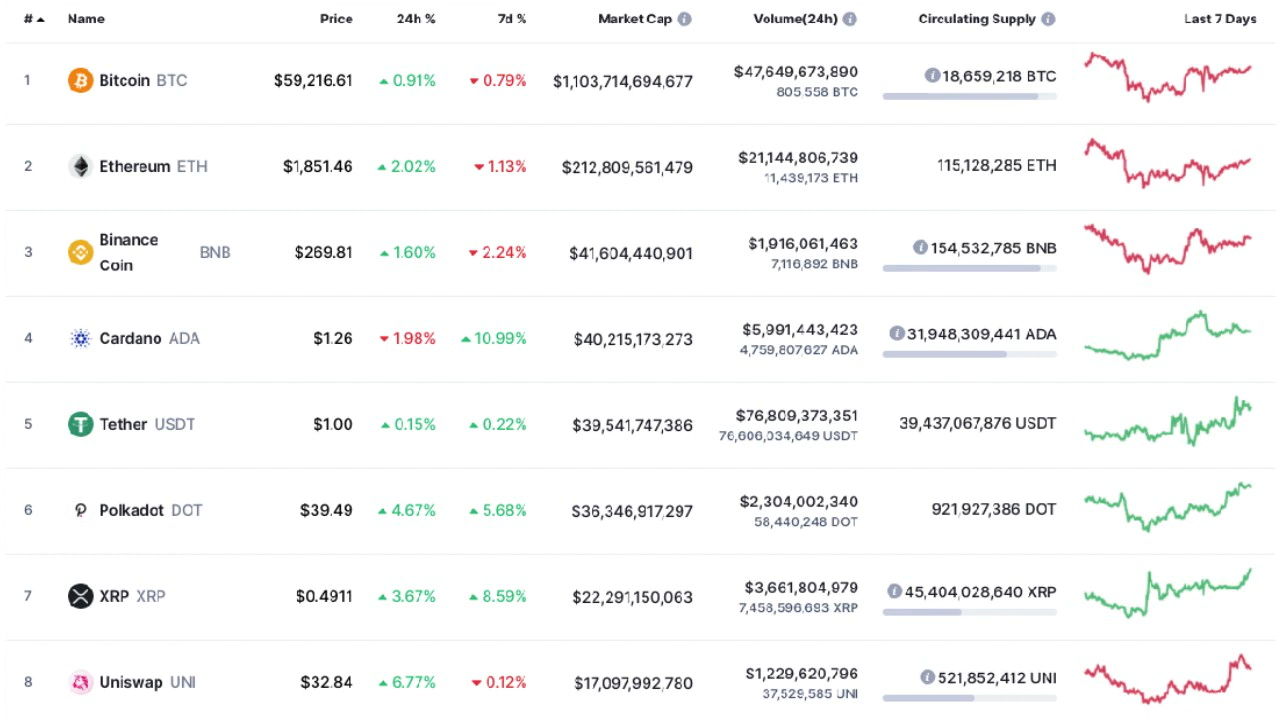 # Name Price 24h % 7d % Market Cap Volume(24h) Circulating Supply Last 7 Days
1 Bitcoin BTC $59,216.61 0.91% 0.79% $1,103,714,694,677 $47,649,673,890 18,659,218 BTC
805,558 BTC
2 Ethereum ETH $1,851.46 2.02% 1.13% $212,809,561,479 $21,144,806,739 115,128,285 ETH
11,439,173 ETH
3 Binance Coin BNB $269.81 1.60% 2.24% $41,604,440,901 $1,916,061,463 154,532,785 BNB
7,116,892 BNB
4 Cardano ADA $1.26 1.98% 10.99% $40,215,173,273 $5,991,443,423 31,948,309,441 ADA
4,759,807,627 ADA
5 Tether USDT $1.00 0.15% 0.22% $39,541,747,386 $76,809,373,351 39,437,067,876 USDT
76,606,034,649 USDT
6 Polkadot DOT $39.49 4.67% 5.68% $36,346,917,297 $2,304,002,340 921,927,386 DOT
58,440,248 DOT
7 XRP XRP $0.4911 3.67% 8.59% $22,291,150,063 $3,661,804,979 45,404,028,640 XRP
7,458,596,693 XRP
8 Uniswap UNI $32.84 6.77% 0.12% $17,097,992,780 $1,229,620,796 521,852,412 UNI
37,529,585 UNI